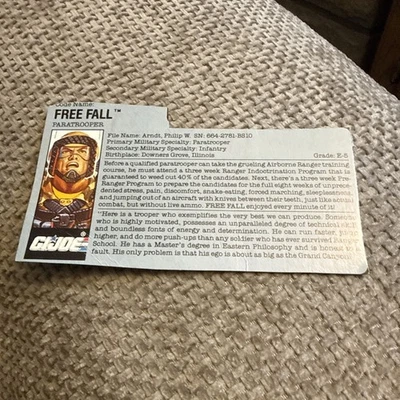 Code Name:
FREE FALL™
PARATROOPER
File Name: Arndt, Philip W. SN: 664-2781-BS10
Primary Military Specialty: Paratrooper
Secondary Military Specialty: Infantry
Birthplace: Downers Grove, Illinois Grade: E-5
Before a qualified paratrooper can take the grueling Airborne Ranger training
course, he must attend a three week Ranger Indoctrination Program that is
guaranteed to weed out 40% of the candidates. Next, there's a three week Pre-
Ranger Program to prepare the candidates for the full eight weeks of unprece-
dented stress, pain, discomfort, snake-eating, forced marching, sleeplessness
and jumping out of an aircraft with knives between their teeth, just like actual
combat, but without live ammo. FREE FALL enjoyed every minute of it!
"Here is a trooper who exemplifies the very best we can produce. Someone
who is highly motivated, possesses an unparalleled degree of technical skill
and boundless fonts of energy and determination. He can run faster, jump
higher, and do more push-ups than any soldier who has ever survived Ranger
School. He has a Master's degree in Eastern Philosophy and is honest to a
fault. His only problem is that his ego is about as big as the Grand Canyon!"
G.I. JOE